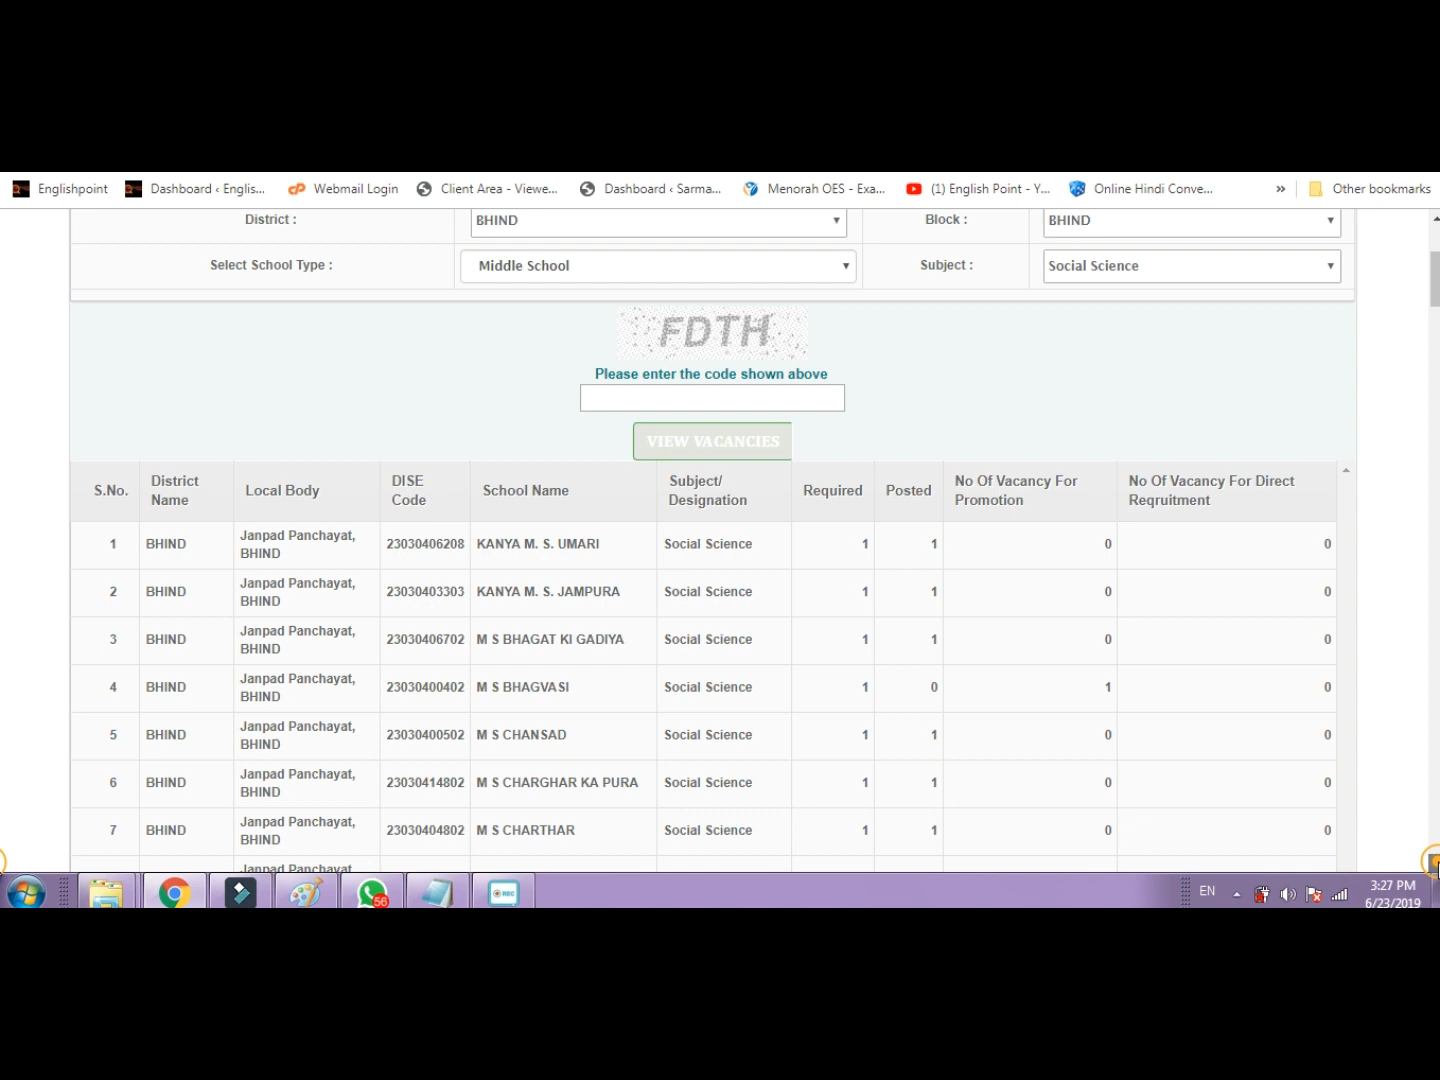 Englishpoint Dashboard ‹ Englis... Webmail Login Client Area - Viewe... Dashboard ‹ Sarma... Menorah OES - Exa... (1) English Point - Y... Online Hindi Conve... » Other bookmarks
District : BHIND Block : BHIND
Select School Type : Middle School Subject : Social Science
FDTH
Please enter the code shown above
VIEW VACANCIES
S.No. District Name Local Body DISE Code School Name Subject/ Designation Required Posted No Of Vacancy For Promotion No Of Vacancy For Direct Reqruitment
1 BHIND Janpad Panchayat, BHIND 23030406208 KANYA M. S. UMARI Social Science 1 1 0 0
2 BHIND Janpad Panchayat, BHIND 23030403303 KANYA M. S. JAMPURA Social Science 1 1 0 0
3 BHIND Janpad Panchayat, BHIND 23030406702 M S BHAGAT KI GADIYA Social Science 1 1 0 0
4 BHIND Janpad Panchayat, BHIND 23030400402 M S BHAGVASI Social Science 1 0 1 0
5 BHIND Janpad Panchayat, BHIND 23030400502 M S CHANSAD Social Science 1 1 0 0
6 BHIND Janpad Panchayat, BHIND 23030414802 M S CHARGHAR KA PURA Social Science 1 1 0 0
7 BHIND Janpad Panchayat, BHIND 23030404802 M S CHARTHAR Social Science 1 1 0 0
Janpad Panchayat,
56 REC EN 3:27 PM
6/23/2019